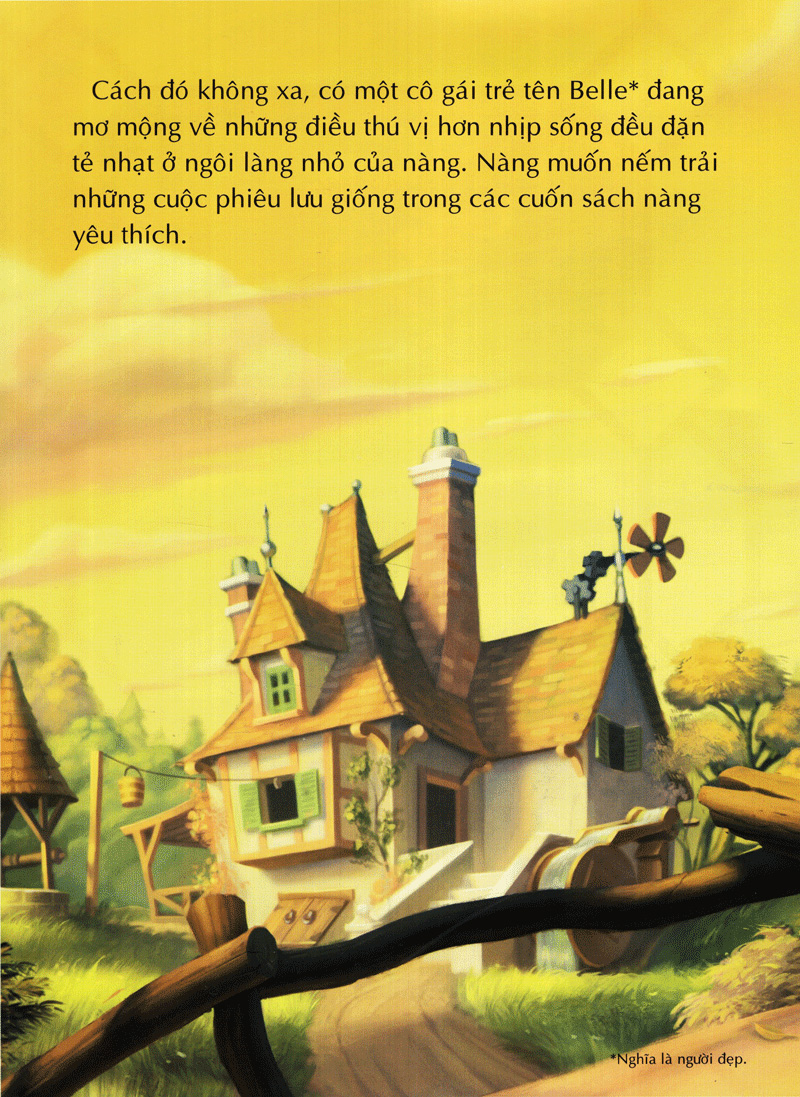 Cách đó không xa, có một cô gái trẻ tên Belle* đang
mơ mộng về những điều thú vị hơn nhịp sống đều đặn
tẻ nhạt ở ngôi làng nhỏ của nàng. Nàng muốn nếm trải
những cuộc phiêu lưu giống trong các cuốn sách nàng
yêu thích.
*Nghĩa là người đẹp.